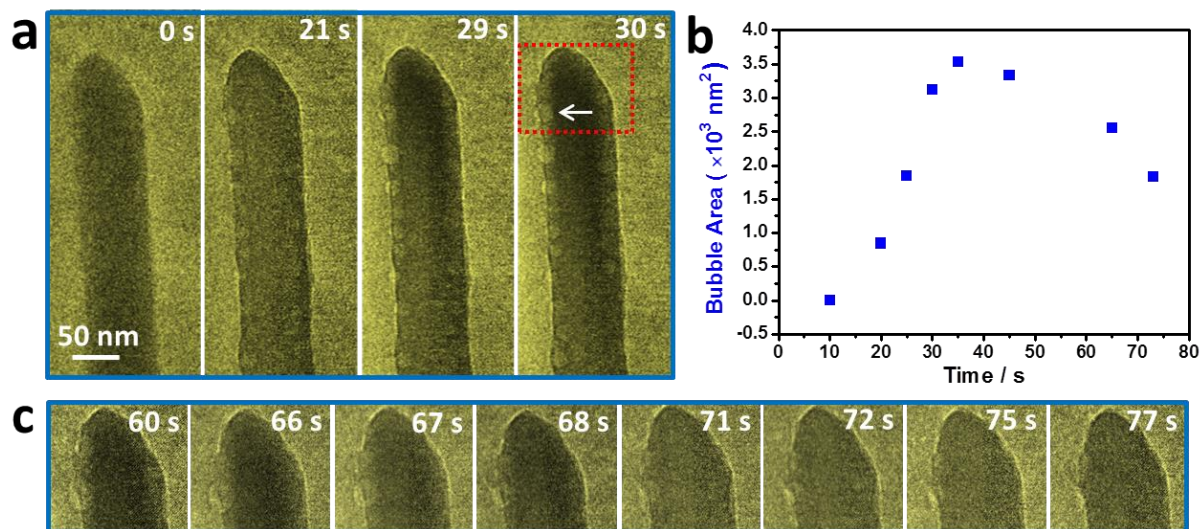 a
0 s
21 s
29 s
30 s
50 nm
b
Bubble Area ( ×10³ nm²)
4.0
3.5
3.0
2.5
2.0
1.5
1.0
0.5
0.0
-0.5
0 10 20 30 40 50 60 70 80
Time / s
c
60 s
66 s
67 s
68 s
71 s
72 s
75 s
77 s